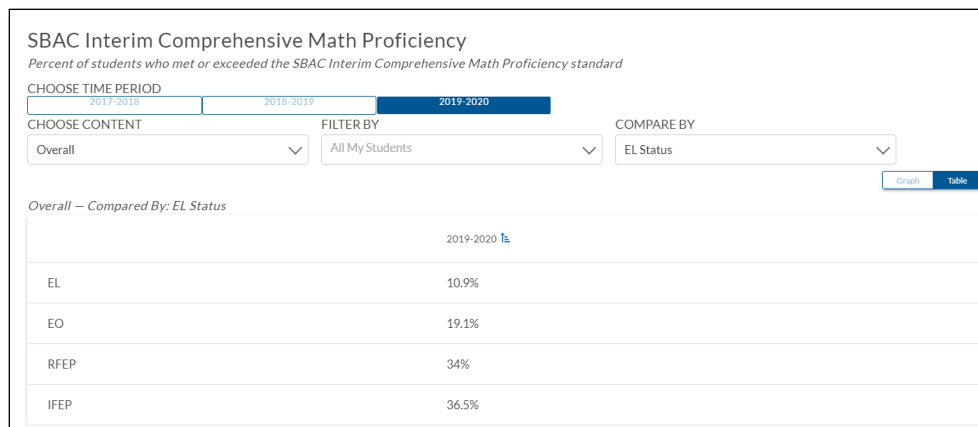 SBAC Interim Comprehensive Math Proficiency
Percent of students who met or exceeded the SBAC Interim Comprehensive Math Proficiency standard
CHOOSE TIME PERIOD
2017-2018 2018-2019 2019-2020
CHOOSE CONTENT FILTER BY COMPARE BY
Overall All My Students EL Status
Graph Table
Overall — Compared By: EL Status
2019-2020
EL 10.9%
EO 19.1%
RFEP 34%
IFEP 36.5%